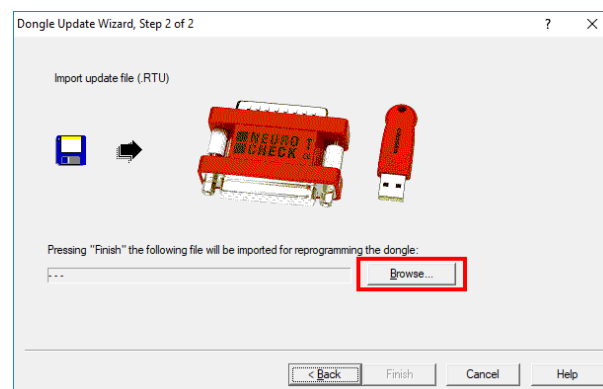 Dongle Update Wizard, Step 2 of 2 ?
Import update file (.RTU)
NEURO
CHECK
Pressing "Finish" the following file will be imported for reprogramming the dongle:
--- Browse...
< Back Finish Cancel Help